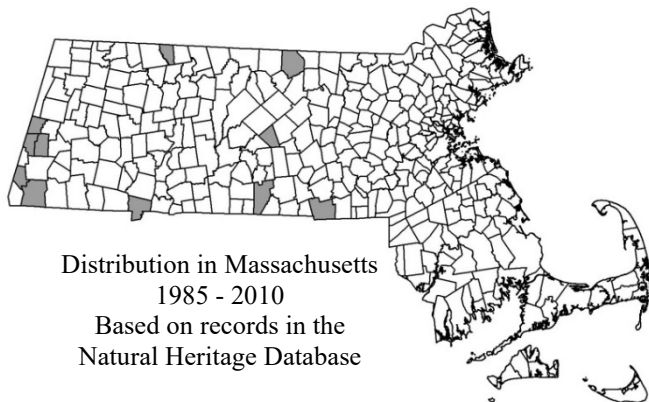 Distribution in Massachusetts
1985 - 2010
Based on records in the
Natural Heritage Database